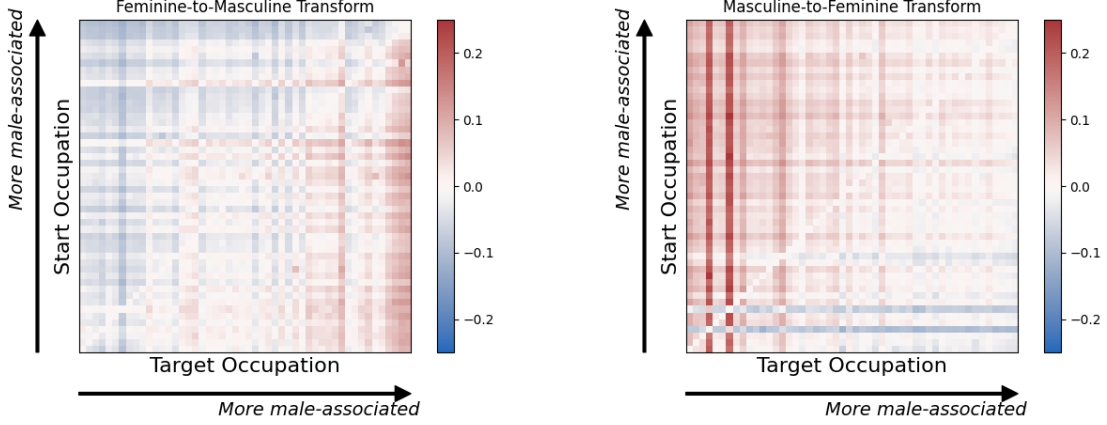 Feminine-to-Masculine Transform
More male-associated
Start Occupation
0.2
0.1
0.0
−0.1
−0.2
Target Occupation
More male-associated
Masculine-to-Feminine Transform
More male-associated
Start Occupation
0.2
0.1
0.0
−0.1
−0.2
Target Occupation
More male-associated